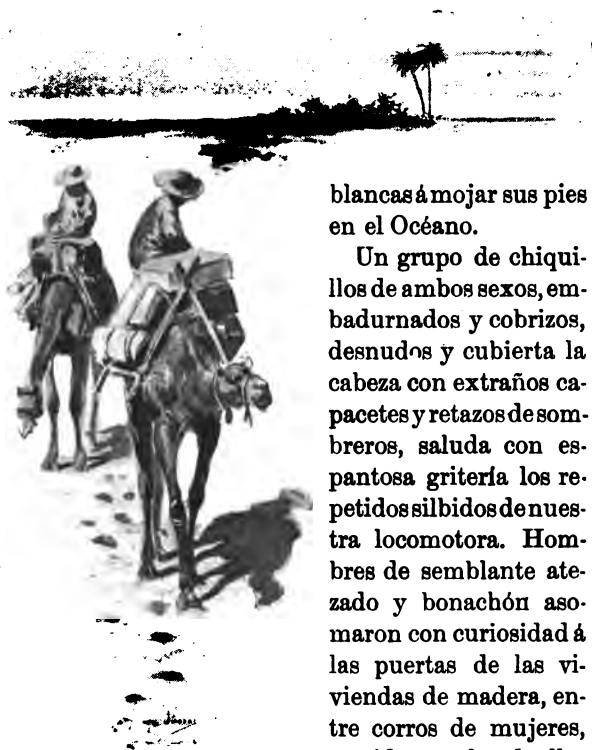 blancas á mojar sus pies
en el Océano.
Un grupo de chiqui-
llos de ambos sexos, em-
badurnados y cobrizos,
desnudos y cubierta la
cabeza con extraños ca-
pacetes y retazos de som-
breros, saluda con es-
pantosa gritería los re-
petidos silbidos de nues-
tra locomotora. Hom-
bres de semblante ate-
zado y bonachón aso-
maron con curiosidad á
las puertas de las vi-
viendas de madera, en-
tre corros de mujeres,